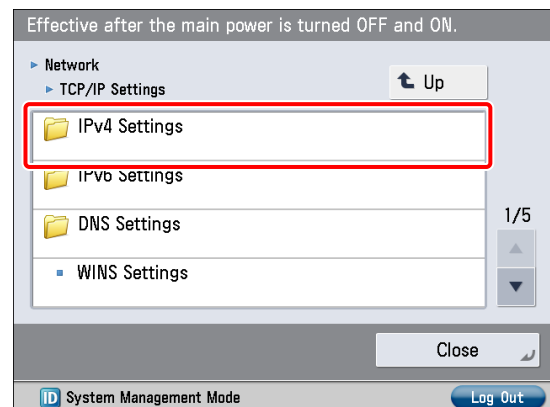 Effective after the main power is turned OFF and ON.
Network
TCP/IP Settings
Up
IPv4 Settings
IPv6 Settings
DNS Settings
1/5
WINS Settings
Close
ID System Management Mode
Log Out